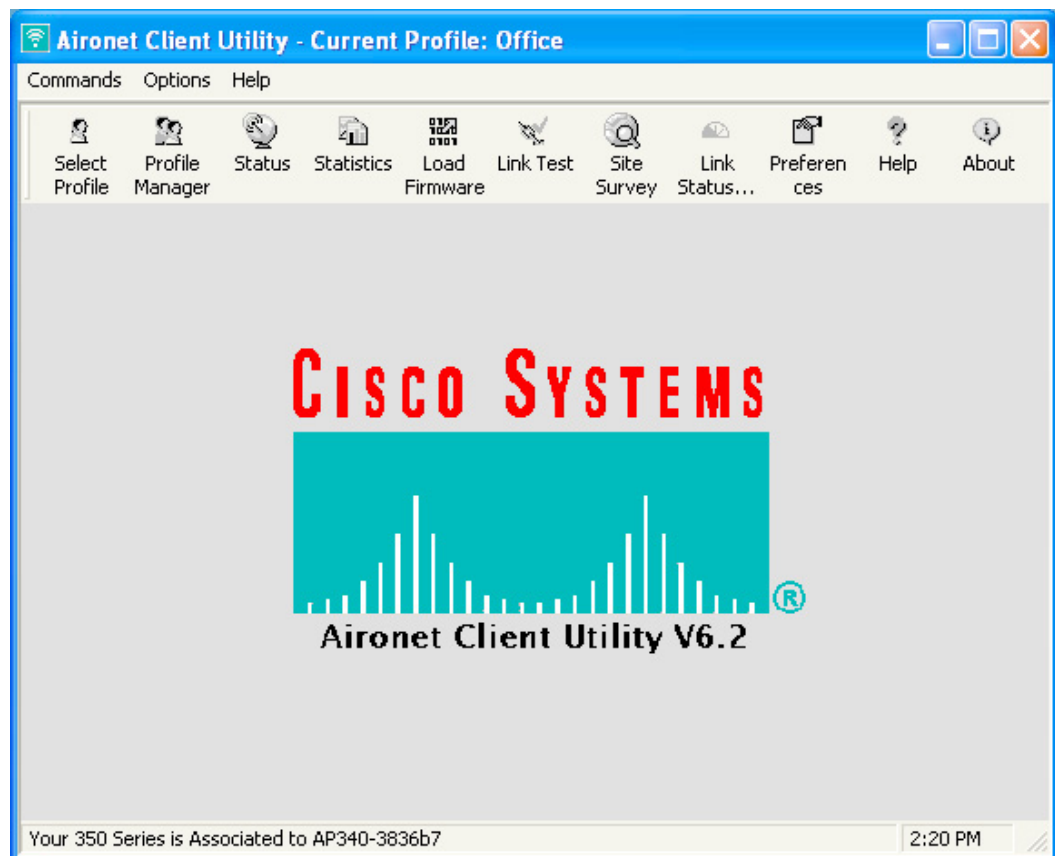 Aironet Client Utility - Current Profile: Office
Commands Options Help
Select Profile
Profile Manager
Status
Statistics
Load Firmware
Link Test
Site Survey
Link Status...
Preferen ces
Help
About
CISCO SYSTEMS
®
Aironet Client Utility V6.2
Your 350 Series is Associated to AP340-3836b7
2:20 PM